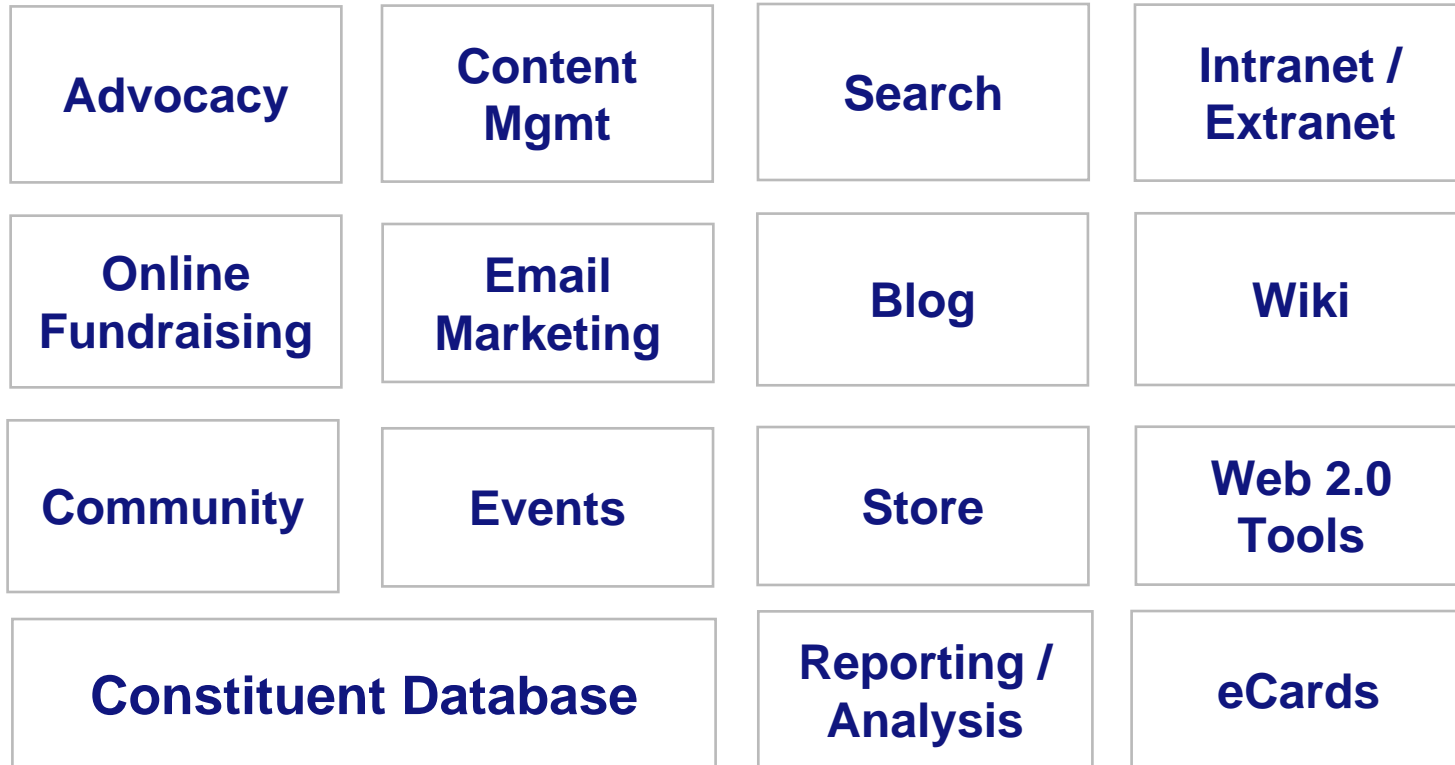 Advocacy
Content
Mgmt
Search
Intranet /
Extranet
Online
Fundraising
Email
Marketing
Blog
Wiki
Community
Events
Store
Web 2.0
Tools
Constituent Database
Reporting /
Analysis
eCards